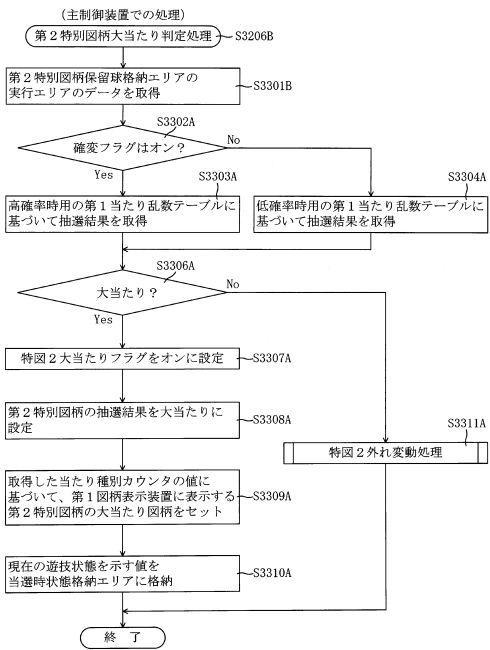 (主制御装置での処理)
第2特別図柄大当たり判定処理
S3206B
第2特別図柄保留球格納エリアの
実行エリアのデータを取得
S3301B
S3302A
確変フラグはオン?
No
Yes
S3303A
S3304A
高確率時用の第1当たり乱数テーブルに
基づいて抽選結果を取得
低確率時用の第1当たり乱数テーブルに
基づいて抽選結果を取得
S3306A
大当たり?
No
Yes
特図2大当たりフラグをオンに設定
S3307A
第2特別図柄の抽選結果を大当たりに
設定
S3308A
S3311A
特図2外れ変動処理
取得した当たり種別カウンタの値に
基づいて、第1図柄表示装置に表示する
第2特別図柄の大当たり図柄をセット
S3309A
現在の遊技状態を示す値を
当選時状態格納エリアに格納
S3310A
終 了